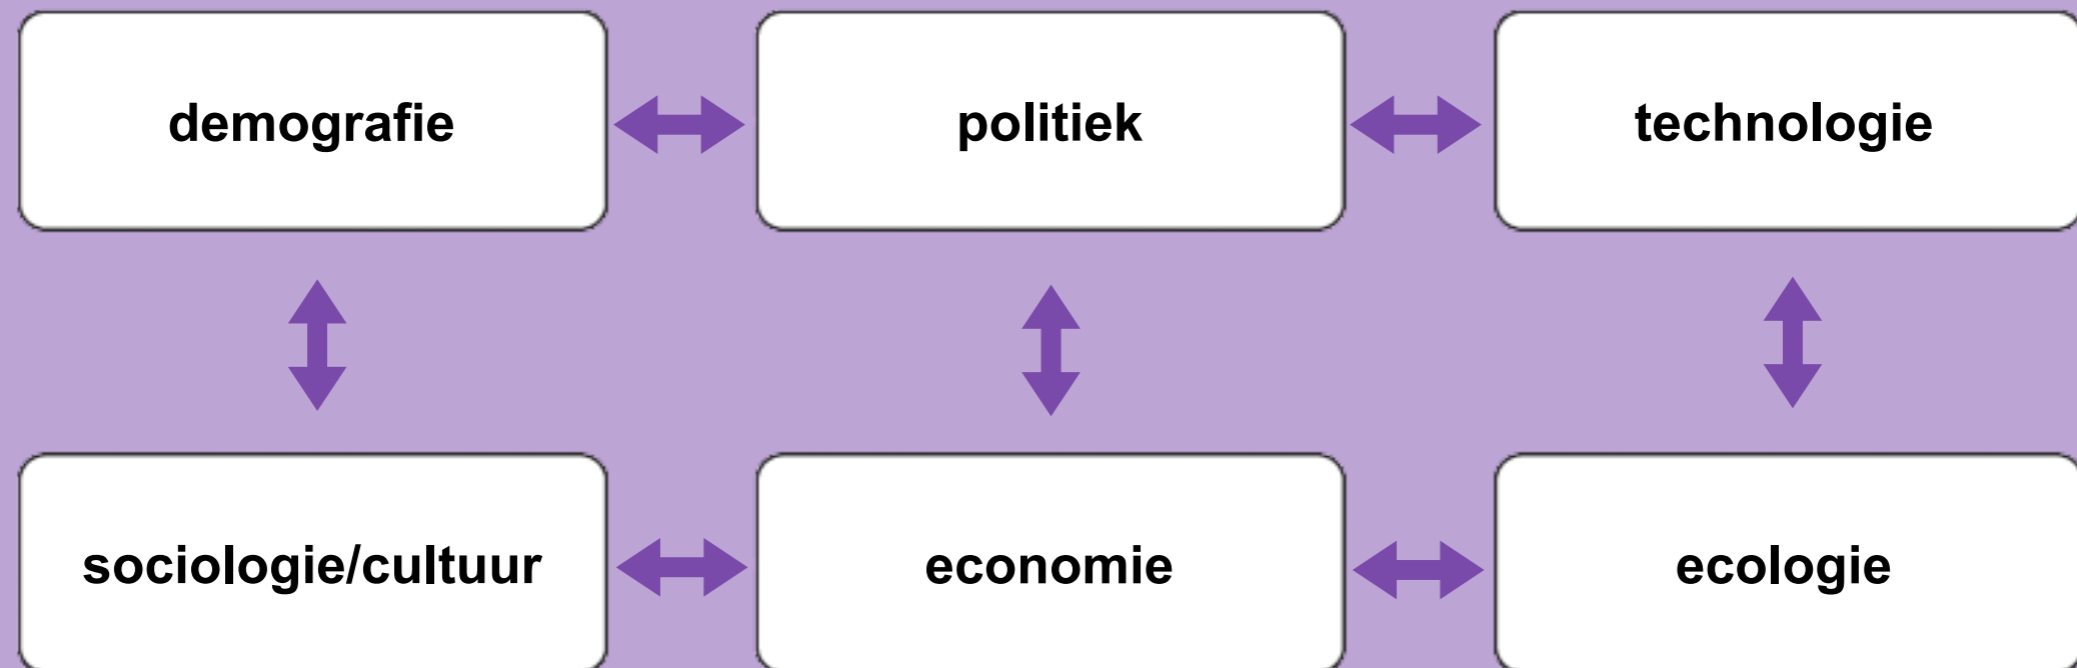 demografie
politiek
technologie
sociologie/cultuur
economie
ecologie